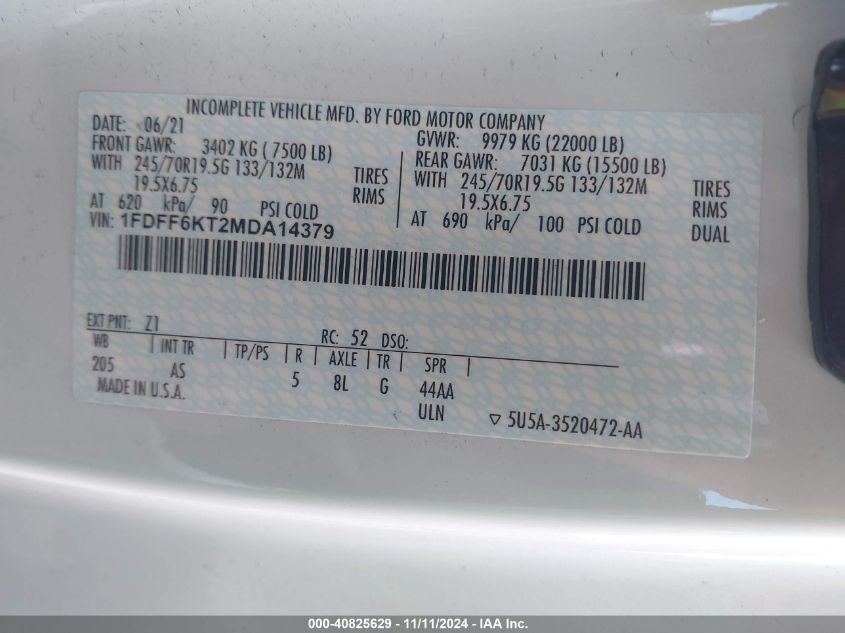 INCOMPLETE VEHICLE MFD. BY FORD MOTOR COMPANY
DATE: 06/21 GVWR: 9979 KG (22000 LB)
FRONT GAWR: 3402 KG ( 7500 LB) REAR GAWR: 7031 KG (15500 LB)
WITH 245/70R19.5G 133/132M TIRES WITH 245/70R19.5G 133/132M TIRES
19.5X6.75 RIMS 19.5X6.75 RIMS
AT 620 kPa/ 90 PSI COLD AT 690 kPa/ 100 PSI COLD DUAL
VIN: 1FDFF6KT2MDA14379
EXT PNT: Z1 RC: 52 DSO:
WB INT TR TP/PS R AXLE TR SPR
205 AS 5 8L G 44AA
MADE IN U.S.A. ULN ▽ 5U5A-3520472-AA
000-40825629 - 11/11/2024 - IAA Inc.